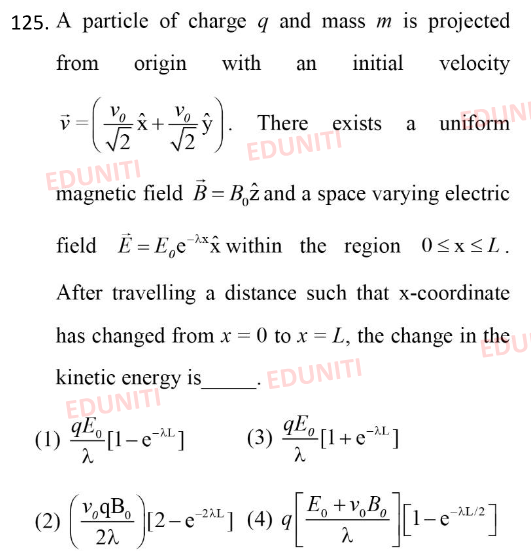 125. A particle of charge q and mass m is projected
from origin with an initial velocity
v⃗ = (v₀/√2 x̂ + v₀/√2 ŷ). There exists a uniform
magnetic field B⃗ = B₀ẑ and a space varying electric
field E⃗ = E₀e^(-λx)x̂ within the region 0 ≤ x ≤ L.
After travelling a distance such that x-coordinate
has changed from x = 0 to x = L, the change in the
kinetic energy is_____.
(1) qE₀/λ [1 – e^(-λL)] (3) qE₀/λ [1 + e^(-λL)]
(2) (v₀qB₀/2λ) [2 – e^(-2λL)] (4) q[(E₀ + v₀B₀)/λ][1 – e^(-λL/2)]
EDUNITI
EDUNITI
EDUNI
EDUNITI
EDUNITI
EDU